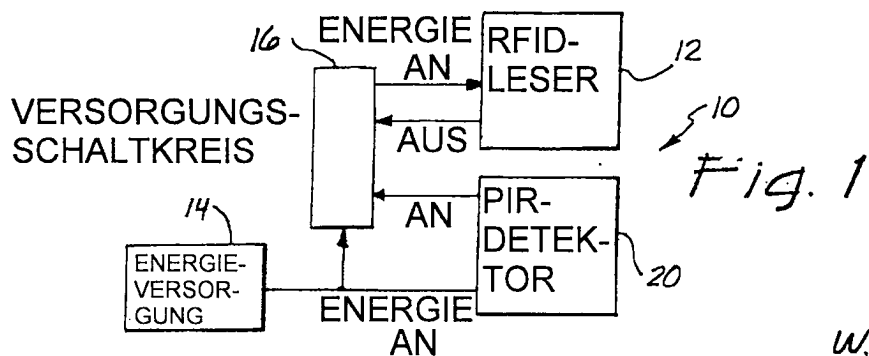 16
ENERGIE
AN
RFID-
LESER
12
VERSORGUNGS-
SCHALTKREIS
AUS
10
Fig. 1
14
AN
PIR-
DETEK-
TOR
20
ENERGIE-
VERSOR-
GUNG
ENERGIE
AN
W.